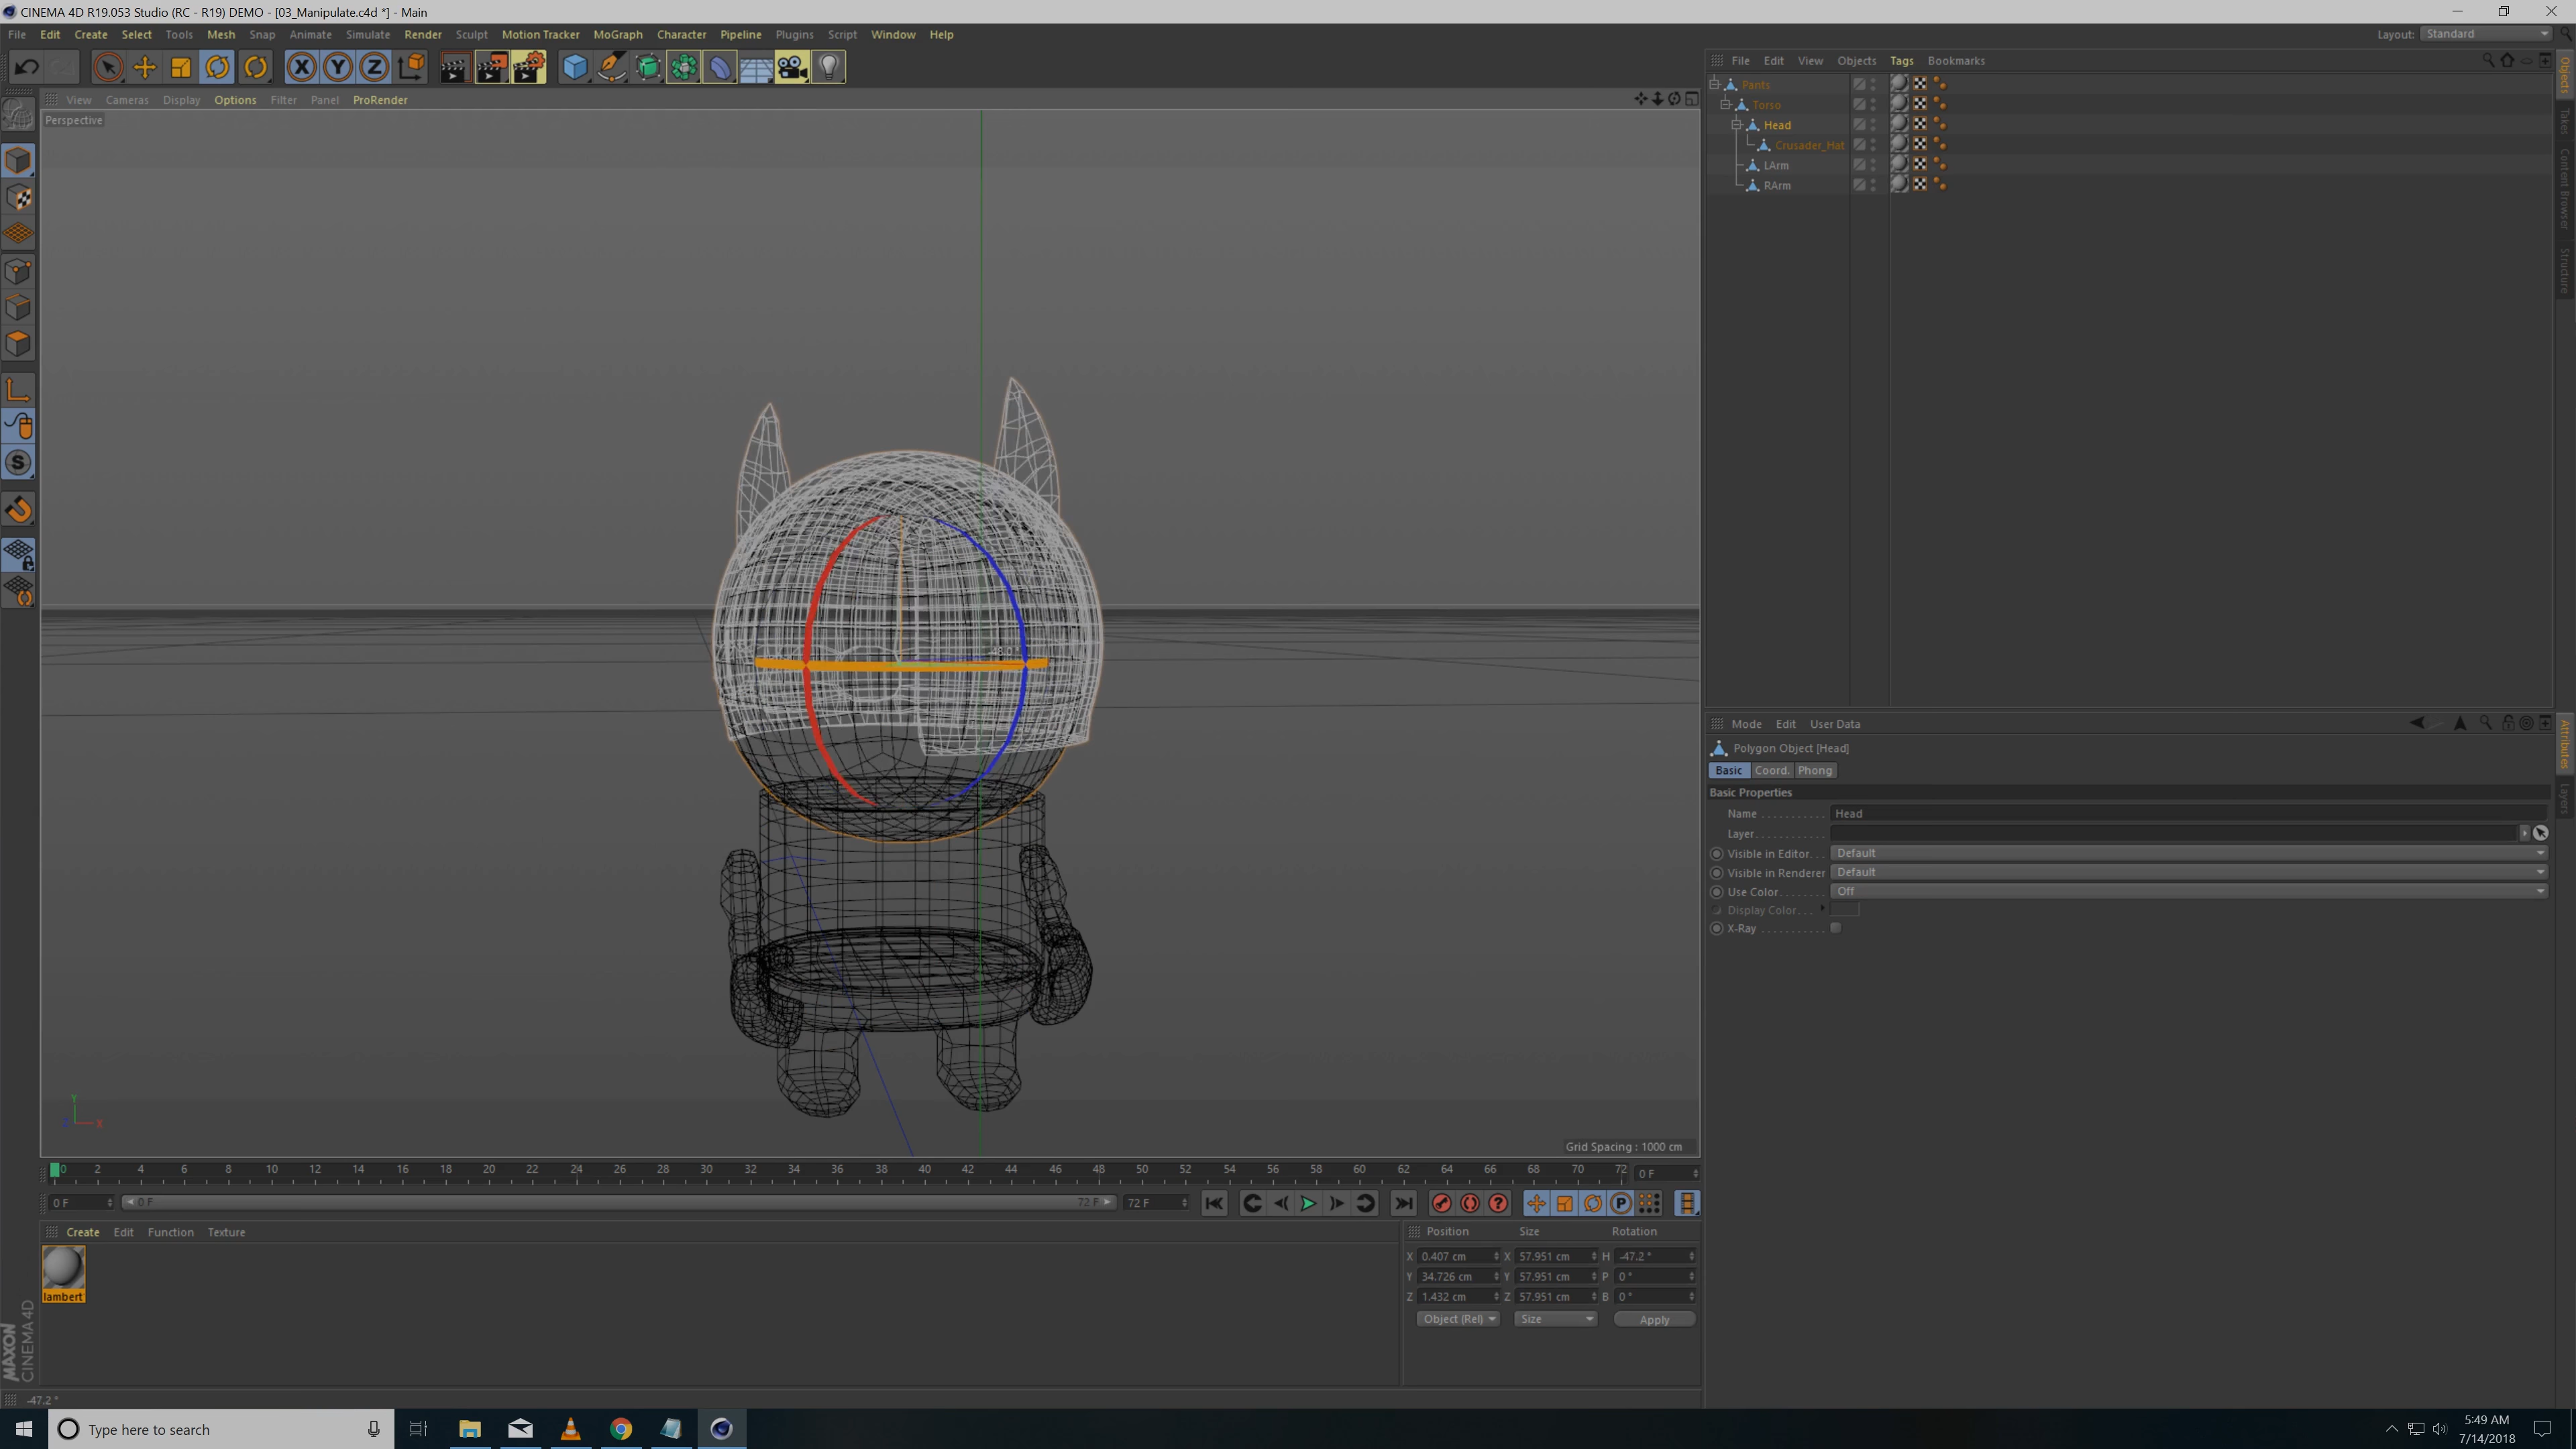 CINEMA 4D R19.053 Studio (RC - R19) DEMO - [03_Manipulate.c4d *] - Main
File Edit Create Select Tools Mesh Snap Animate Simulate Render Sculpt Motion Tracker MoGraph Character Pipeline Plugins Script Window Help
Layout: Standard
File Edit View Objects Tags Bookmarks
View Cameras Display Options Filter Panel ProRender
Perspective
Pants
Torso
Head
Crusader_Hat
LArm
RArm
Objects
Takes
Content Browser
Structure
Mode Edit User Data
Polygon Object [Head]
Basic Coord. Phong
Basic Properties
Name . . . . . . . . . . . Head
Layer . . . . . . . . . . .
Visible in Editor. . . Default
Visible in Renderer Default
Use Color. . . . . . . . Off
Display Color. . .
X-Ray . . . . . . . . . . .
Attributes
Layers
Y
Z X
Grid Spacing : 1000 cm
0 2 4 6 8 10 12 14 16 18 20 22 24 26 28 30 32 34 36 38 40 42 44 46 48 50 52 54 56 58 60 62 64 66 68 70 72 0 F
0 F 0 F 72 F 72 F
Create Edit Function Texture
lambert
Position Size Rotation
X 0.407 cm X 57.951 cm H -47.2 °
Y 34.726 cm Y 57.951 cm P 0 °
Z 1.432 cm Z 57.951 cm B 0 °
Object (Rel) Size Apply
MAXON
CINEMA 4D
-47.2 °
Type here to search
5:49 AM
7/14/2018